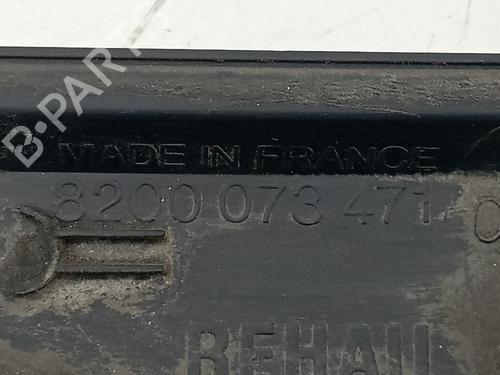 B-PARTS
MADE IN FRANCE
8200 073 471
REHAU